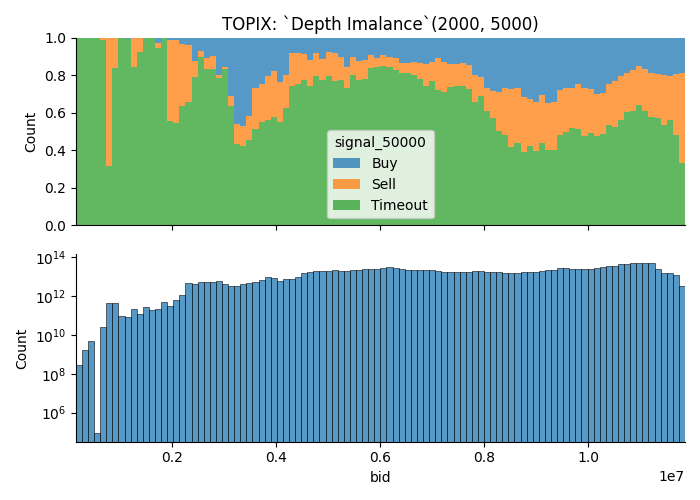 TOPIX: `Depth Imalance`(2000, 5000)
1.0
0.8
0.6
0.4
0.2
0.0
Count
signal_50000
Buy
Sell
Timeout
10^14
10^12
10^10
10^8
10^6
Count
0.2
0.4
0.6
0.8
1.0
1e7
bid